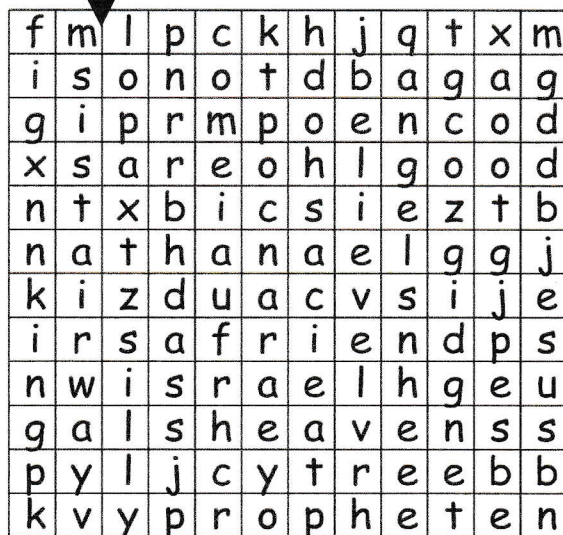 f m l p c k h j q t x m
i s o n o t d b a g a g
g i p r m p o e n c o d
x s a r e o h l g o o d
n t x b i c s i e z t b
n a t h a n a e l g g j
k i z d u a c v s i j e
i r s a f r i e n d p s
n w i s r a e l h g e u
g a l s h e a v e n s s
p y l j c y t r e e b b
k v y p r o p h e t e n